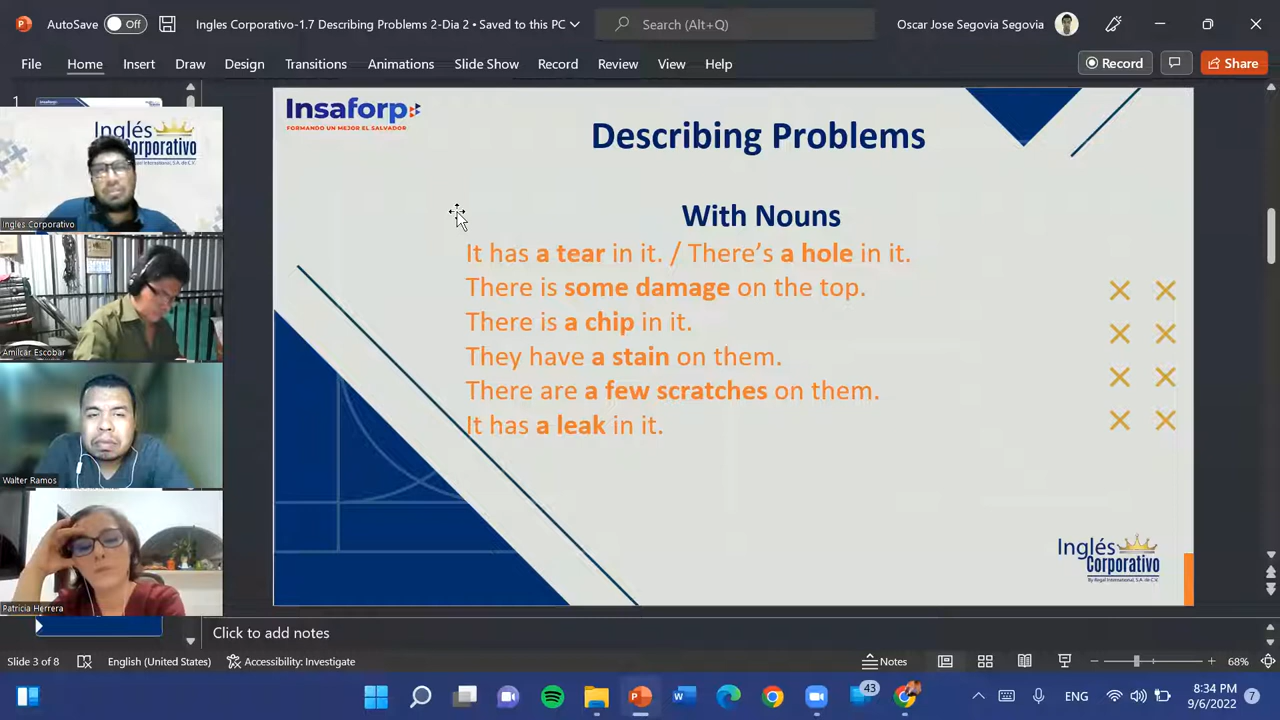 AutoSave Off Ingles Corporativo-1.7 Describing Problems 2-Dia 2 • Saved to this PC Search (Alt+Q) Oscar Jose Segovia Segovia
File Home Insert Draw Design Transitions Animations Slide Show Record Review View Help Record Share
1
Inglés
Corporativo
Ingles Corporativo
Amilcar Escobar
Walter Ramos
Patricia Herrera
Insaforp
FORMANDO UN MEJOR EL SALVADOR
Describing Problems
With Nouns
It has a tear in it. / There's a hole in it.
There is some damage on the top.
There is a chip in it.
They have a stain on them.
There are a few scratches on them.
It has a leak in it.
Inglés
Corporativo
By Regal International, S.A. de C.V.
Click to add notes
Slide 3 of 8 English (United States) Accessibility: Investigate Notes 68%
43 ENG 8:34 PM
9/6/2022 7